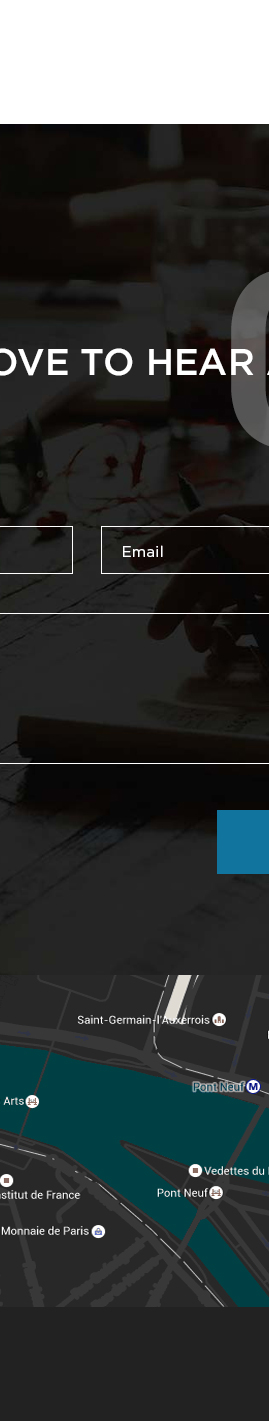 OVE TO HEAR
Email
Saint-Germain-l'Auxerrois
Pont Neuf
Arts
Vedettes du
stitut de France
Pont Neuf
Monnaie de Paris